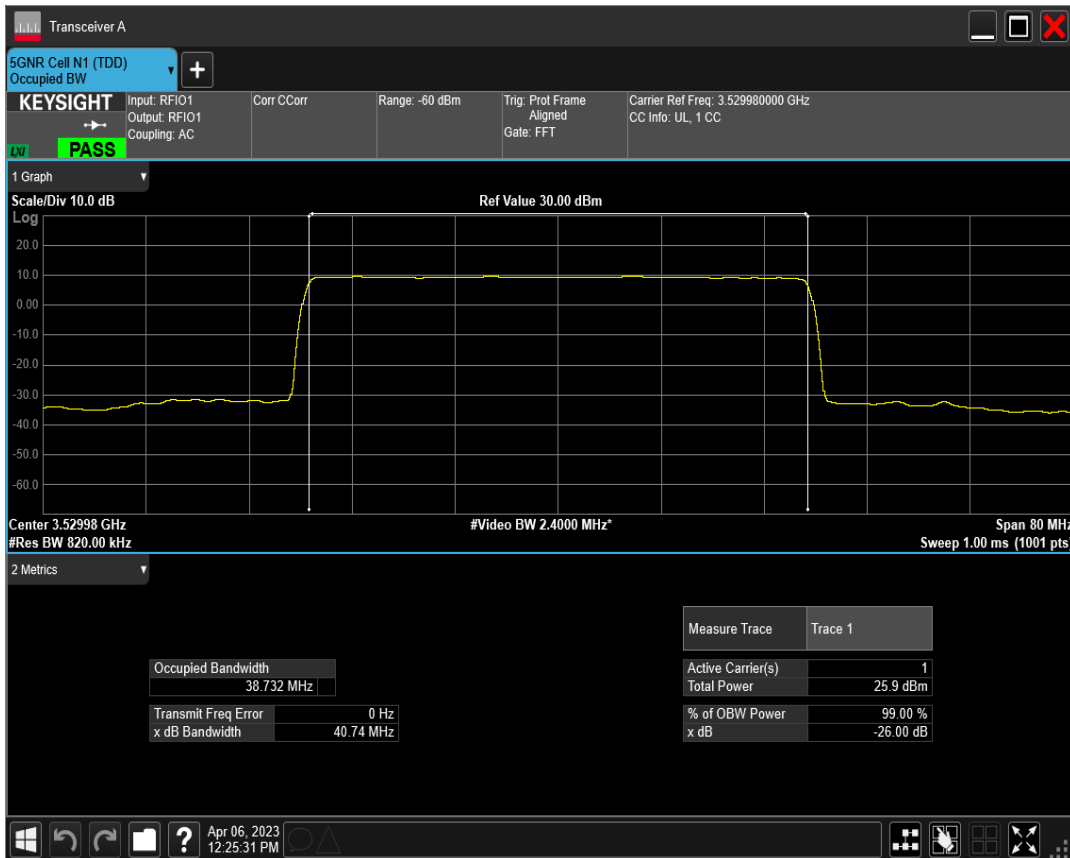 Transceiver A
5GNR Cell N1 (TDD)
Occupied BW
+
KEYSIGHT
LXI
PASS
Input: RFIO1
Output: RFIO1
Coupling: AC
Corr CCorr
Range: -60 dBm
Trig: Prot Frame
Aligned
Gate: FFT
Carrier Ref Freq: 3.529980000 GHz
CC Info: UL, 1 CC
1 Graph
Scale/Div 10.0 dB
Ref Value 30.00 dBm
Log
20.0
10.0
0.00
-10.0
-20.0
-30.0
-40.0
-50.0
-60.0
Center 3.52998 GHz
#Video BW 2.4000 MHz*
Span 80 MHz
#Res BW 820.00 kHz
Sweep 1.00 ms (1001 pts)
2 Metrics
Measure Trace
Trace 1
Occupied Bandwidth
38.732 MHz
Active Carrier(s) 1
Total Power 25.9 dBm
Transmit Freq Error 0 Hz
x dB Bandwidth 40.74 MHz
% of OBW Power 99.00 %
x dB -26.00 dB
?
Apr 06, 2023
12:25:31 PM